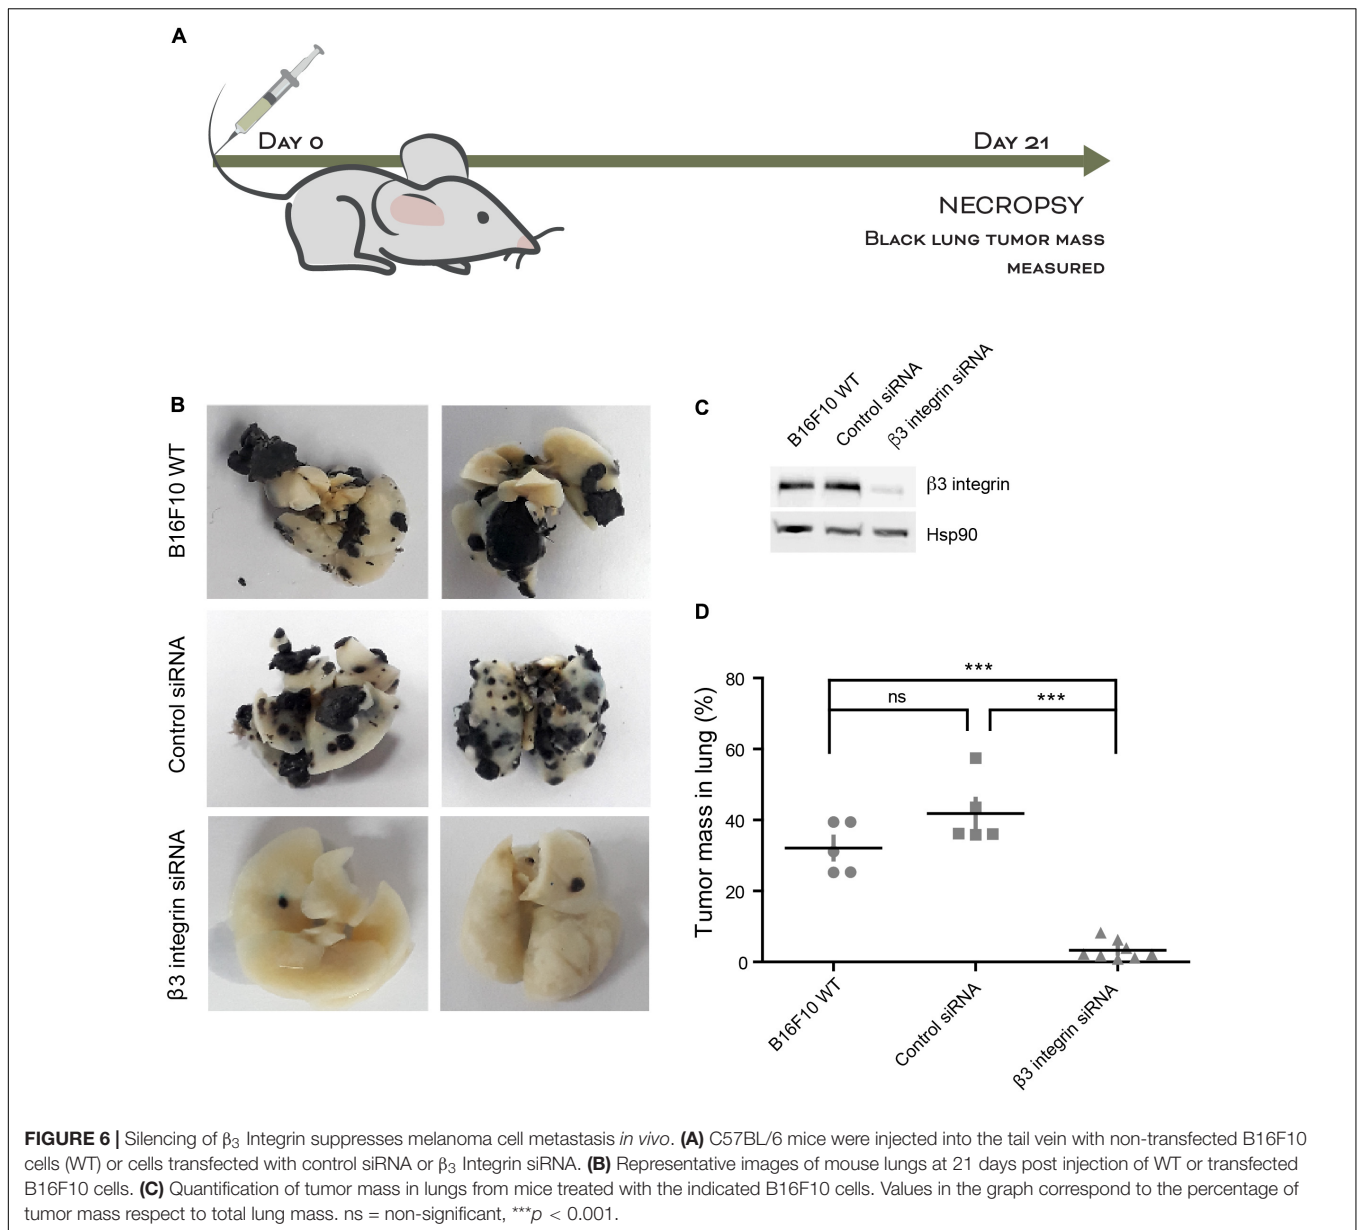 A
DAY 0
DAY 21
NECROPSY
BLACK LUNG TUMOR MASS
MEASURED
B
B16F10 WT
Control siRNA
β3 integrin siRNA
C
B16F10 WT
Control siRNA
β3 integrin siRNA
β3 integrin
Hsp90
D
***
ns
***
Tumor mass in lung (%)
80
60
40
20
0
B16F10 WT
Control siRNA
β3 integrin siRNA
FIGURE 6 | Silencing of β₃ Integrin suppresses melanoma cell metastasis in vivo. (A) C57BL/6 mice were injected into the tail vein with non-transfected B16F10
cells (WT) or cells transfected with control siRNA or β₃ Integrin siRNA. (B) Representative images of mouse lungs at 21 days post injection of WT or transfected
B16F10 cells. (C) Quantification of tumor mass in lungs from mice treated with the indicated B16F10 cells. Values in the graph correspond to the percentage of
tumor mass respect to total lung mass. ns = non-significant, ***p < 0.001.